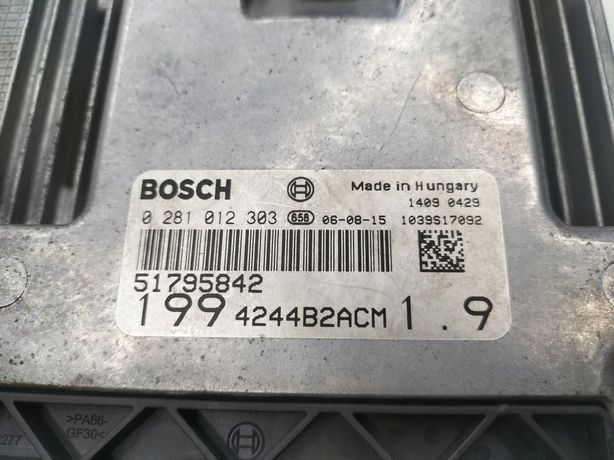 BOSCH Made in Hungary
1409 0429
0 281 012 303 658 06-08-15 1039S17092
51795842
199 4244B2ACM 1.9
>PA66-
GF30<